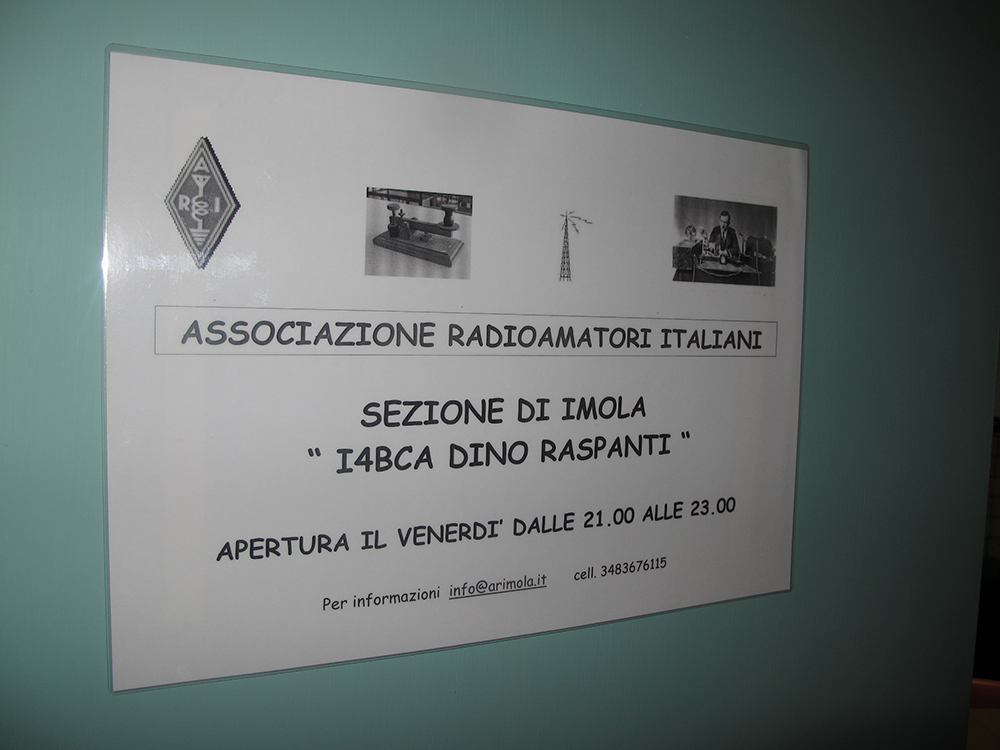 A
R I
ASSOCIAZIONE RADIOAMATORI ITALIANI
SEZIONE DI IMOLA
“ I4BCA DINO RASPANTI “
APERTURA IL VENERDI’ DALLE 21.00 ALLE 23.00
Per informazioni info@arimola.it cell. 3483676115